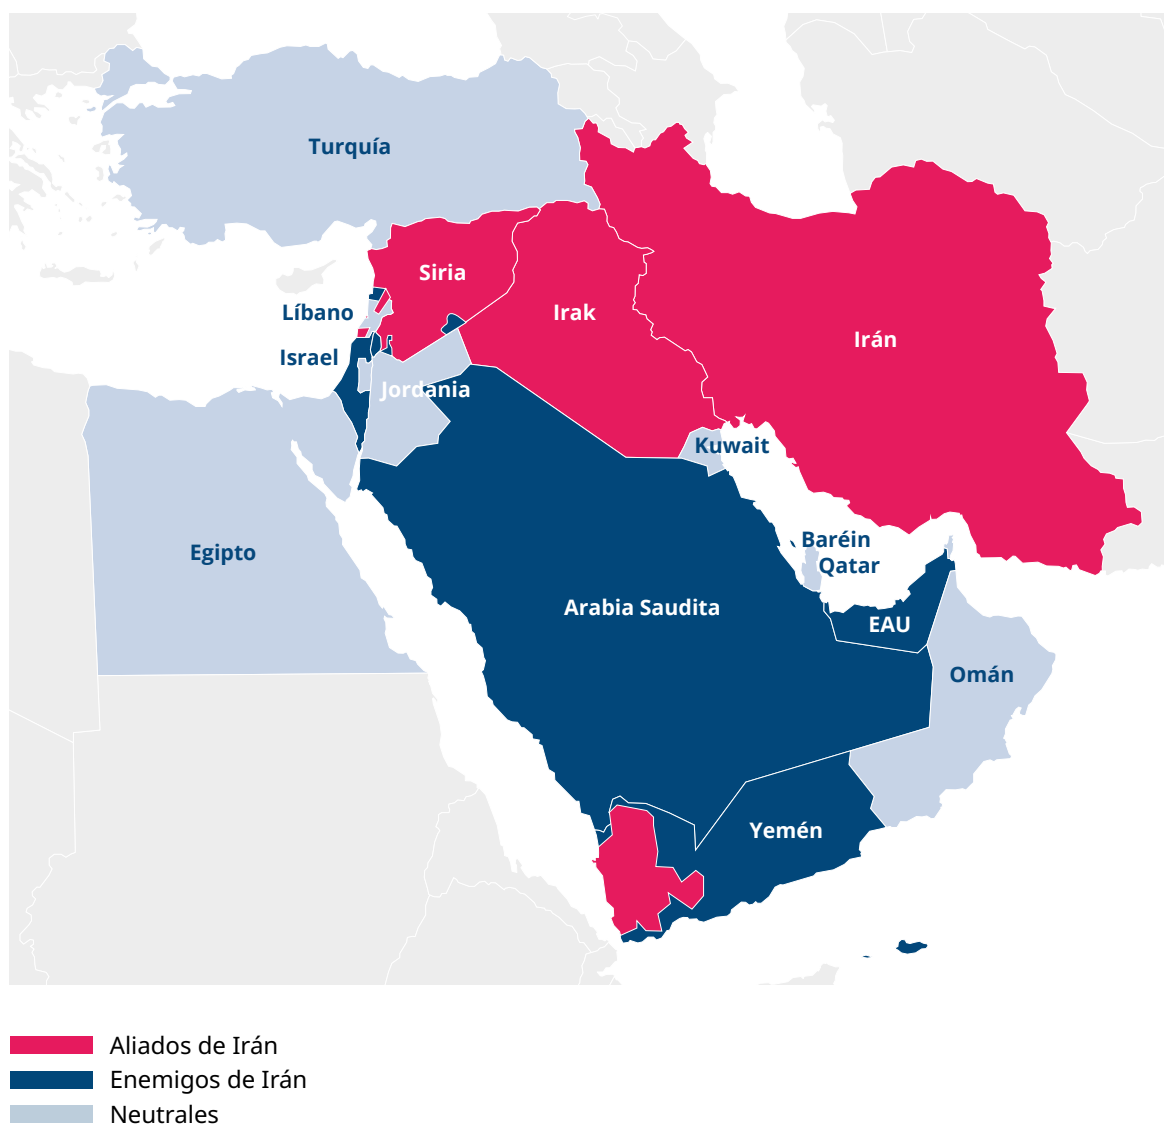 Turquía
Siria
Líbano
Irak
Irán
Israel
Jordania
Kuwait
Baréin
Egipto
Qatar
Arabia Saudita
EAU
Omán
Yemén
Aliados de Irán
Enemigos de Irán
Neutrales